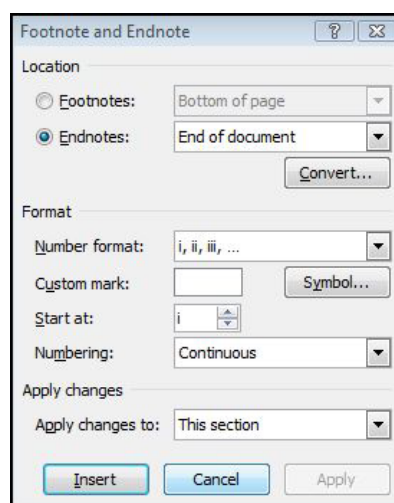 Footnote and Endnote
Location
Footnotes: Bottom of page
Endnotes: End of document
Convert...
Format
Number format: i, ii, iii, ...
Custom mark: Symbol...
Start at: i
Numbering: Continuous
Apply changes
Apply changes to: This section
Insert Cancel Apply